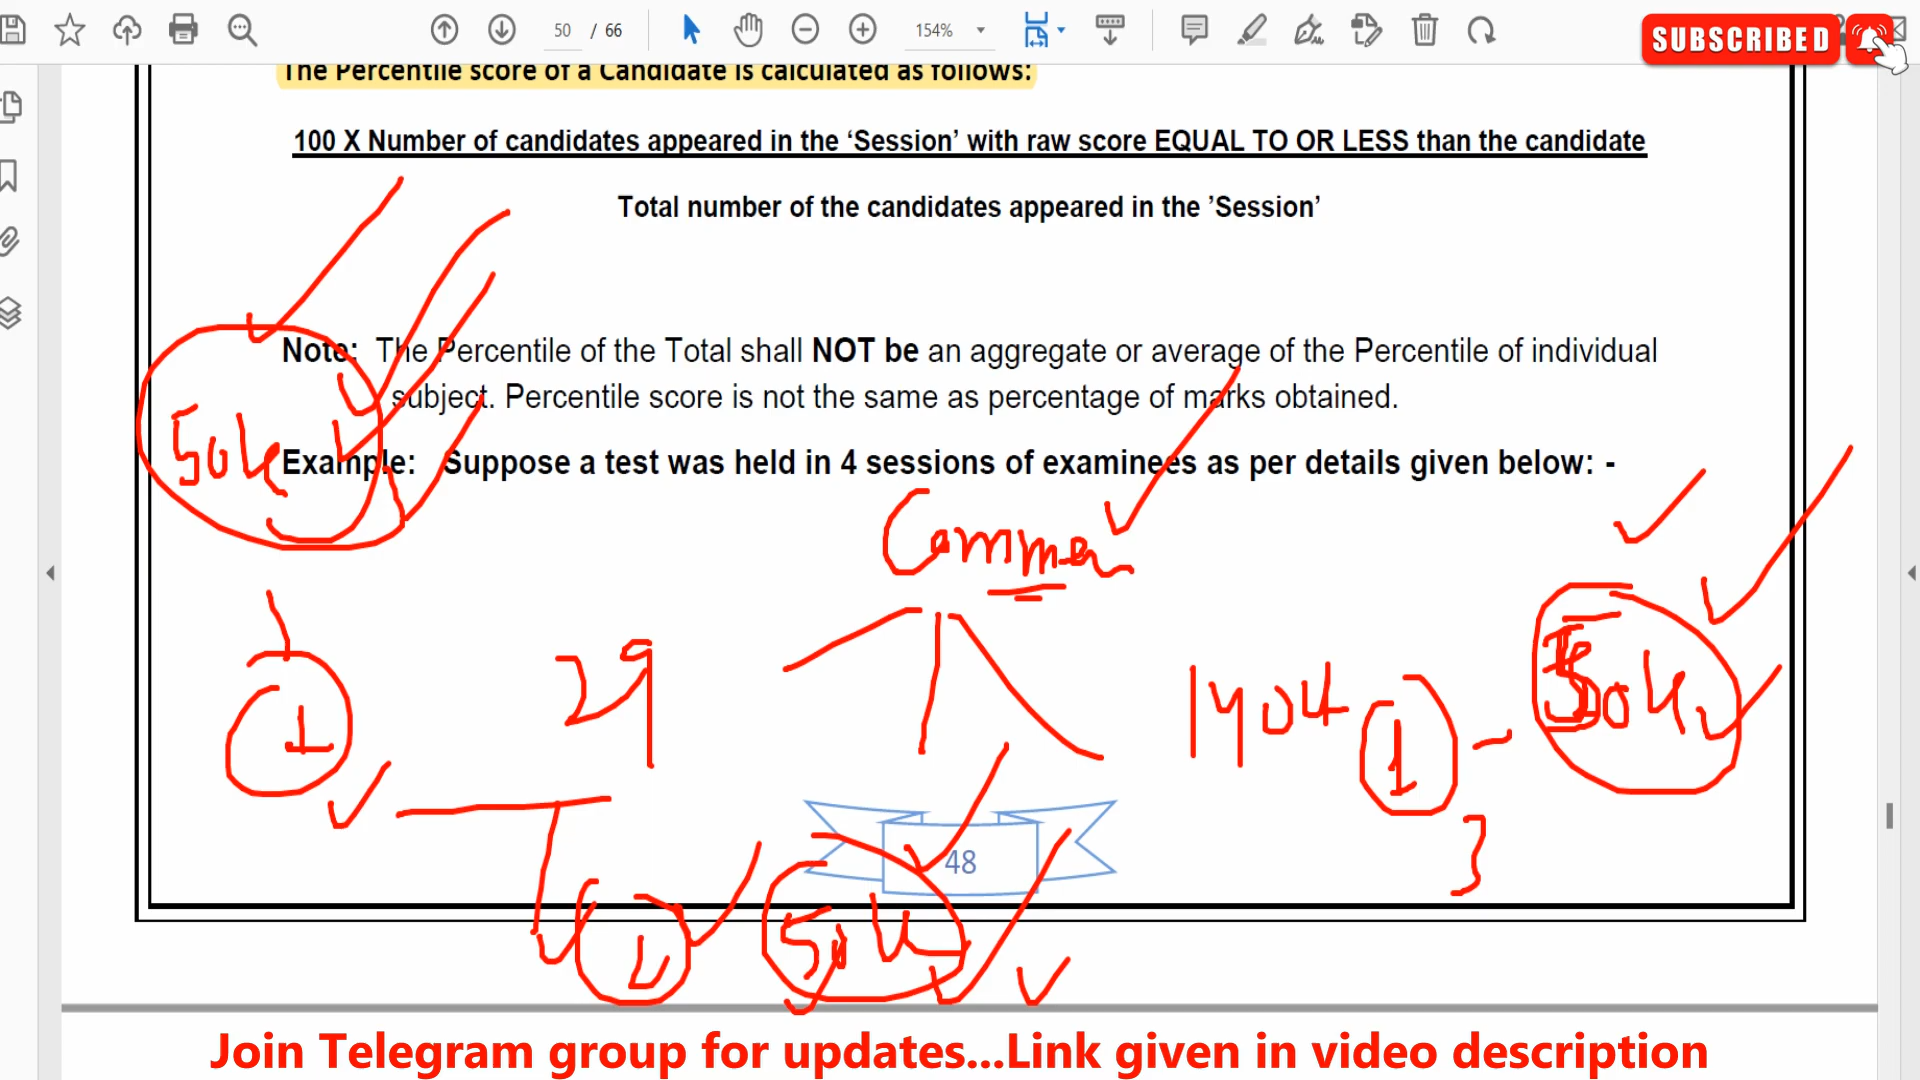 50 / 66
154%
SUBSCRIBED
The Percentile score of a Candidate is calculated as follows:
100 X Number of candidates appeared in the ‘Session’ with raw score EQUAL TO OR LESS than the candidate
Total number of the candidates appeared in the ’Session’
Note: The Percentile of the Total shall NOT be an aggregate or average of the Percentile of individual
subject. Percentile score is not the same as percentage of marks obtained.
50k
Example: Suppose a test was held in 4 sessions of examinees as per details given below: -
29
50k
1
1
48
50k
Join Telegram group for updates...Link given in video description